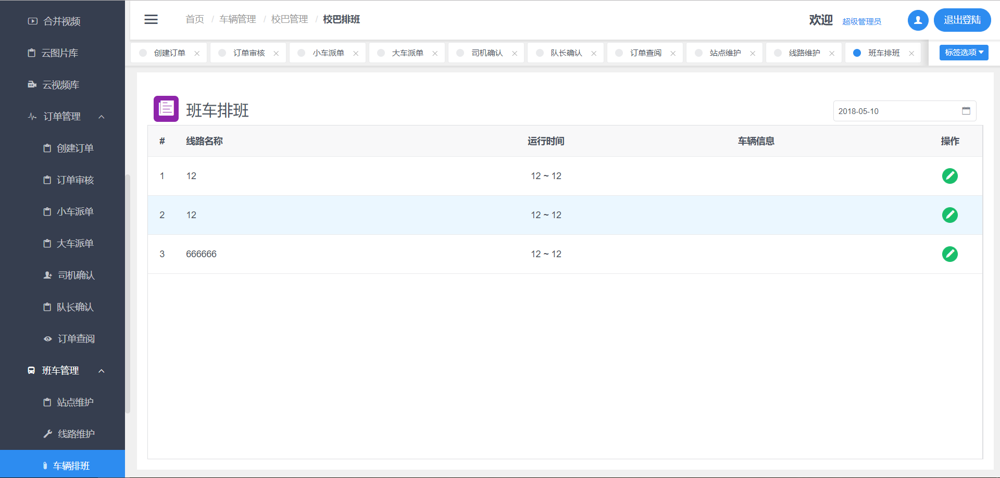 合并视频
云图片库
云视频库
订单管理
创建订单
订单审核
小车派单
大车派单
司机确认
队长确认
订单查阅
班车管理
站点维护
线路维护
车辆排班
首页 / 车辆管理 / 校巴管理 / 校巴排班
欢迎 超级管理员 退出登陆
创建订单 订单审核 小车派单 大车派单 司机确认 队长确认 订单查阅 站点维护 线路维护 班车排班 标签选项
班车排班
2018-05-10
# 线路名称 运行时间 车辆信息 操作
1 12 12 ~ 12
2 12 12 ~ 12
3 666666 12 ~ 12